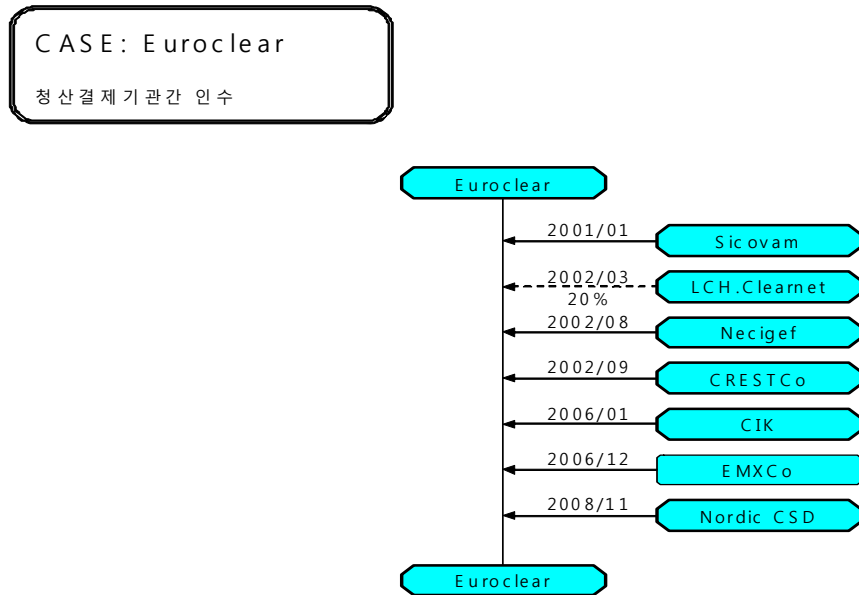 CASE: Euroclear
청산결제기관간 인수
Euroclear
2001/01
Sicovam
2002/03
LCH.Clearnet
20%
2002/08
Necigef
2002/09
CRESTCo
2006/01
CIK
2006/12
EMXCo
2008/11
Nordic CSD
Euroclear